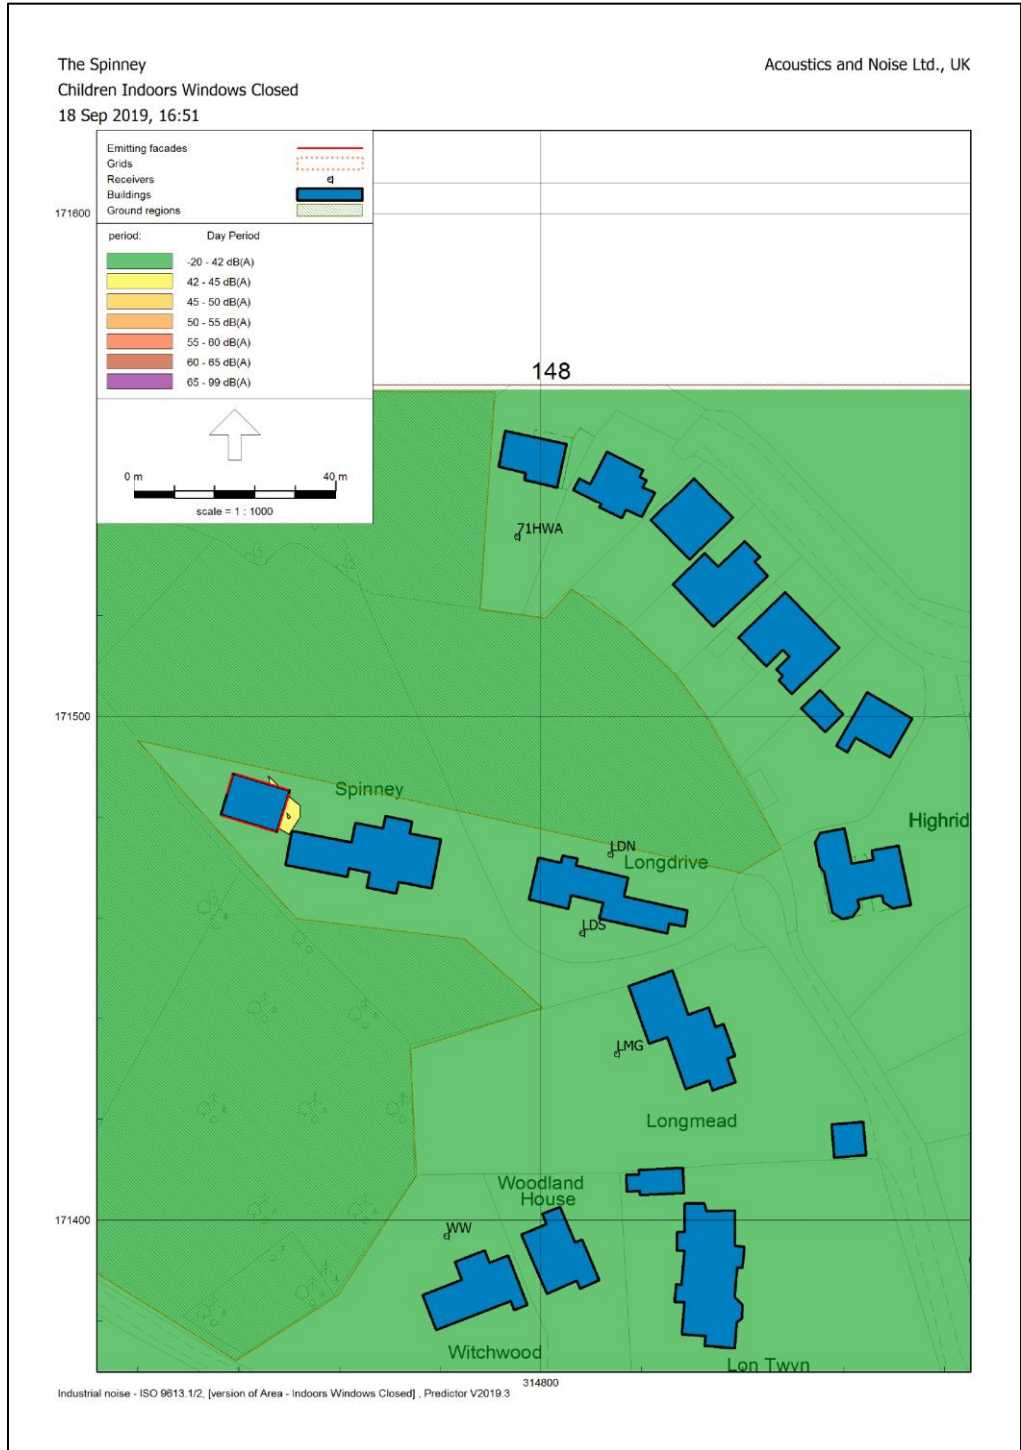 The Spinney
Acoustics and Noise Ltd., UK
Children Indoors Windows Closed
18 Sep 2019, 16:51
Emitting facades
Grids
Receivers
Buildings
Ground regions
171600
period: Day Period
-20 - 42 dB(A)
42 - 45 dB(A)
45 - 50 dB(A)
50 - 55 dB(A)
55 - 60 dB(A)
60 - 65 dB(A)
65 - 99 dB(A)
148
0 m 40 m
scale = 1 : 1000
71HWA
171500
Spinney
Highrid
LDN
Longdrive
LDS
LMG
Longmead
Woodland
House
171400
WW
Witchwood
Lon Twyn
314800
Industrial noise - ISO 9613.1/2, [version of Area - Indoors Windows Closed] , Predictor V2019.3